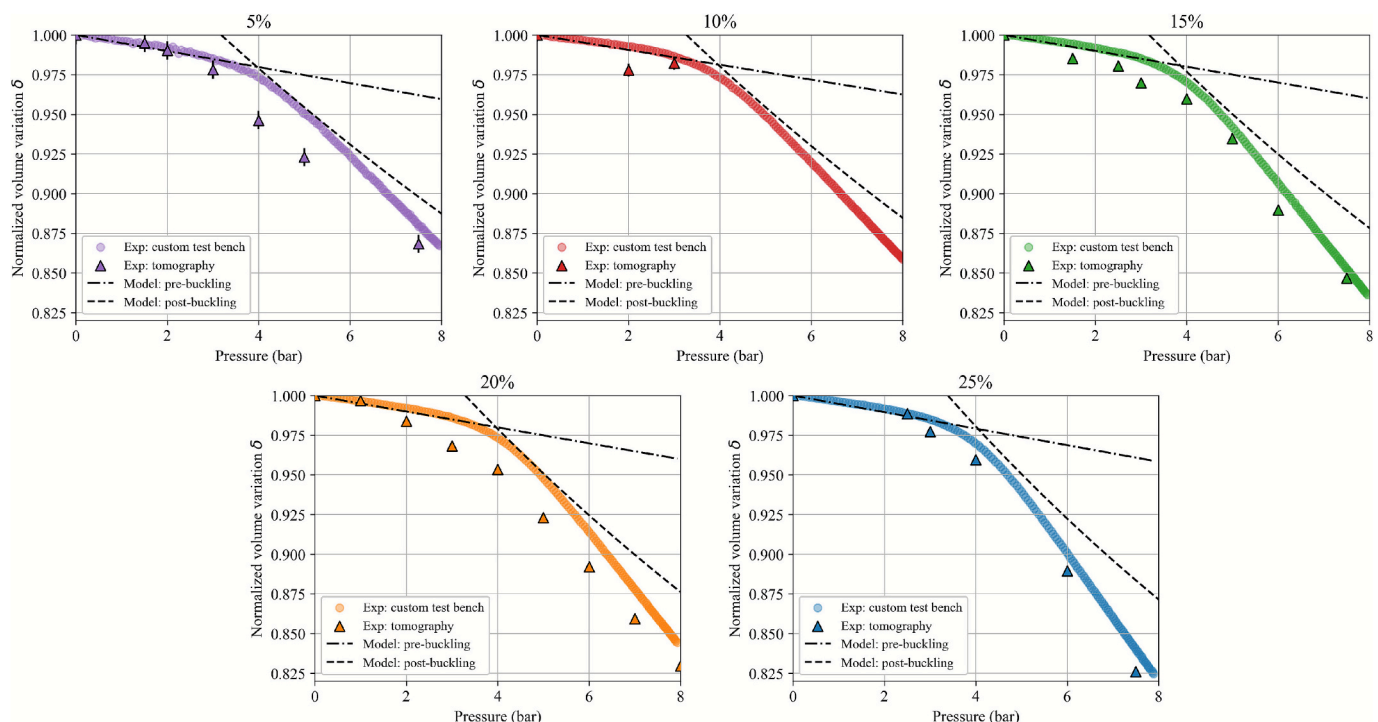 5%
Normalized volume variation δ
1.000
0.975
0.950
0.925
0.900
0.875
0.850
0.825
Exp: custom test bench
Exp: tomography
Model: pre-buckling
Model: post-buckling
0 2 4 6 8
Pressure (bar)
10%
Normalized volume variation δ
1.000
0.975
0.950
0.925
0.900
0.875
0.850
0.825
Exp: custom test bench
Exp: tomography
Model: pre-buckling
Model: post-buckling
0 2 4 6 8
Pressure (bar)
15%
Normalized volume variation δ
1.000
0.975
0.950
0.925
0.900
0.875
0.850
0.825
Exp: custom test bench
Exp: tomography
Model: pre-buckling
Model: post-buckling
0 2 4 6 8
Pressure (bar)
20%
Normalized volume variation δ
1.000
0.975
0.950
0.925
0.900
0.875
0.850
0.825
Exp: custom test bench
Exp: tomography
Model: pre-buckling
Model: post-buckling
0 2 4 6 8
Pressure (bar)
25%
Normalized volume variation δ
1.000
0.975
0.950
0.925
0.900
0.875
0.850
0.825
Exp: custom test bench
Exp: tomography
Model: pre-buckling
Model: post-buckling
0 2 4 6 8
Pressure (bar)